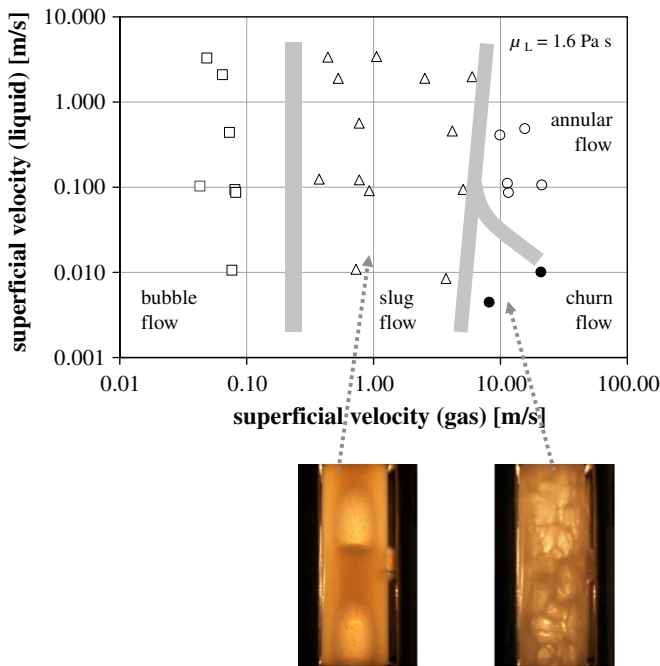 superficial velocity (liquid) [m/s]
10.000
1.000
0.100
0.010
0.001
μ L = 1.6 Pa s
annular
flow
bubble
flow
slug
flow
churn
flow
0.01
0.10
1.00
10.00
100.00
superficial velocity (gas) [m/s]